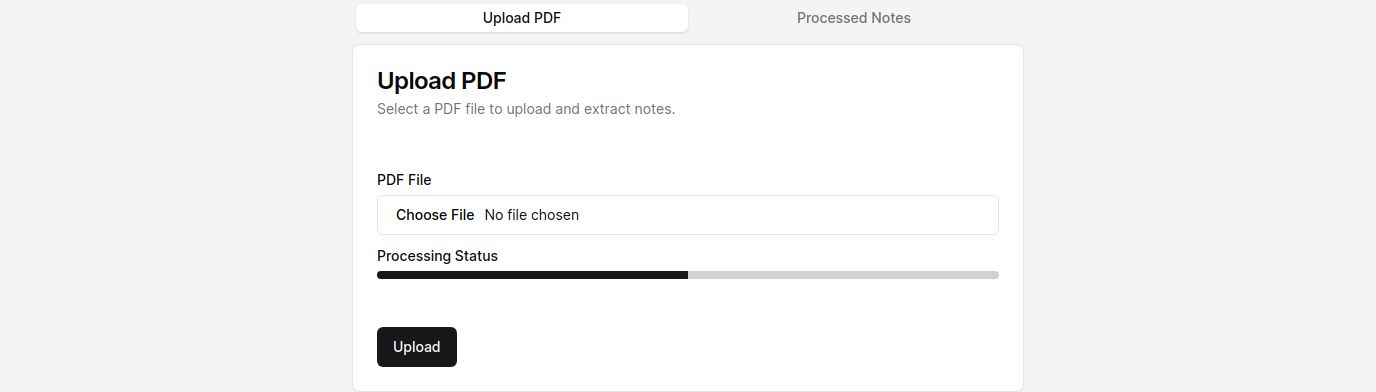 Upload PDF Processed Notes
Upload PDF
Select a PDF file to upload and extract notes.
PDF File
Choose File No file chosen
Processing Status
Upload